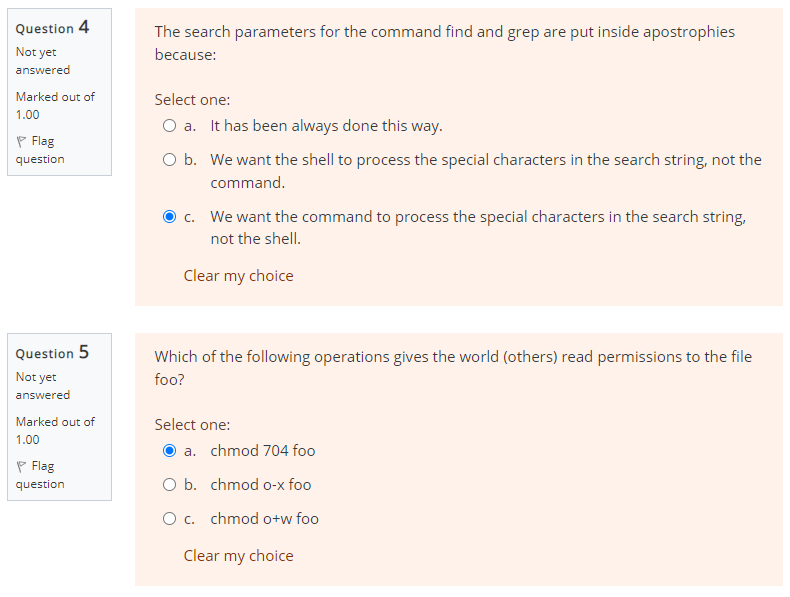 Question 4
Not yet
answered
Marked out of
1.00
Flag
question
The search parameters for the command find and grep are put inside apostrophies
because:
Select one:
a. It has been always done this way.
b. We want the shell to process the special characters in the search string, not the
command.
c. We want the command to process the special characters in the search string,
not the shell.
Clear my choice
Question 5
Not yet
answered
Marked out of
1.00
Flag
question
Which of the following operations gives the world (others) read permissions to the file
foo?
Select one:
a. chmod 704 foo
b. chmod o-x foo
c. chmod o+w foo
Clear my choice